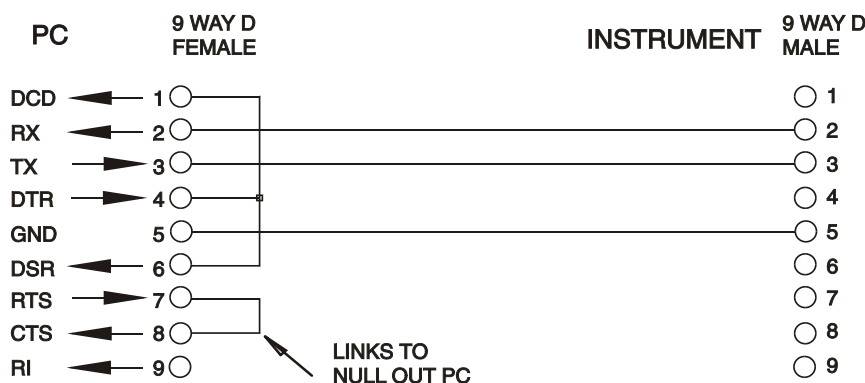 PC
9 WAY D
FEMALE
INSTRUMENT
9 WAY D
MALE
DCD 1 1
RX 2 2
TX 3 3
DTR 4 4
GND 5 5
DSR 6 6
RTS 7 7
CTS 8 8
RI 9 9
LINKS TO
NULL OUT PC